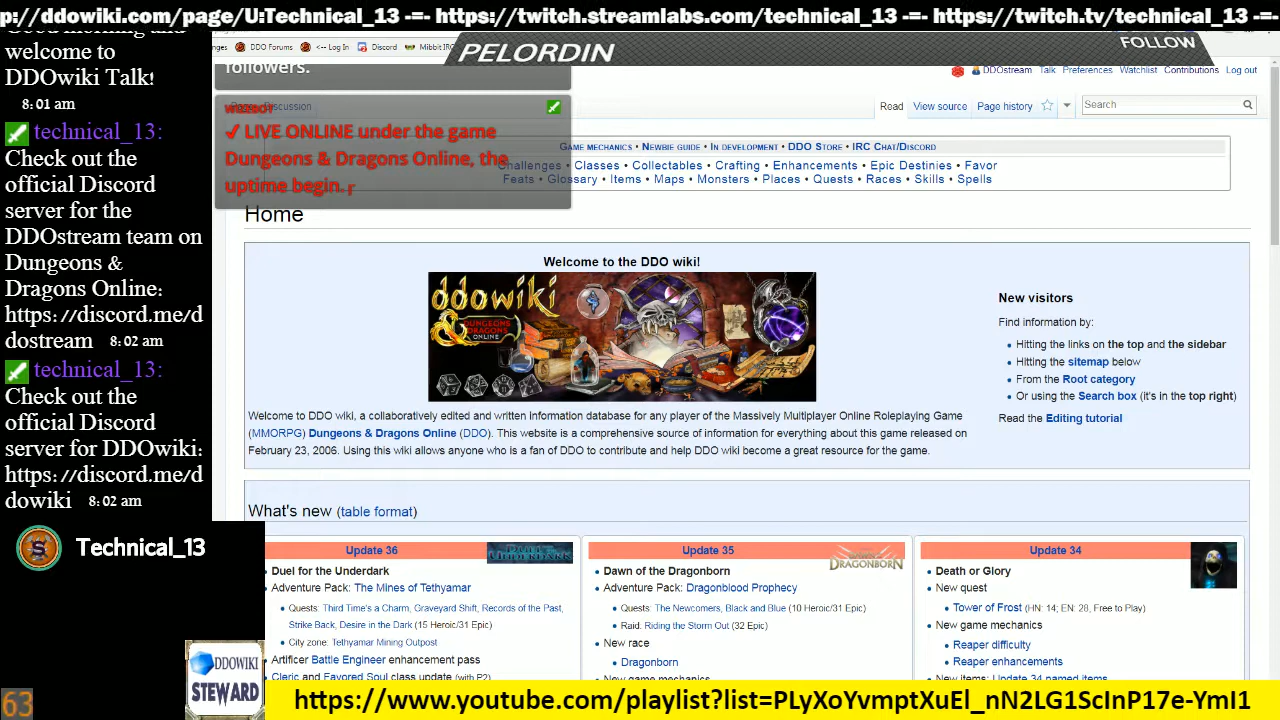 p://ddowiki.com/page/U:Technical_13 -=- https://twitch.streamlabs.com/technical_13 -=- https://twitch.tv/technical_13 -=-
Good morning and
welcome to
DDOwiki Talk!
8:01 am
technical_13:
Check out the
official Discord
server for the
DDOstream team on
Dungeons &
Dragons Online:
https://discord.me/d
dostream 8:02 am
technical_13:
Check out the
official Discord
server for DDOwiki:
https://discord.me/d
dowiki 8:02 am
Technical_13
63
DDOWIKI
STEWARD
DDO Forums <-- Log In Discord Mibbit IRC
PELORDIN
FOLLOW
followers.
✓ LIVE ONLINE under the game
Dungeons & Dragons Online, the
uptime begin.
DDOstream Talk Preferences Watchlist Contributions Log out
Discussion
Read View source Page history Search
Game mechanics • Newbie guide • In development • DDO Store • IRC Chat/Discord
Challenges • Classes • Collectables • Crafting • Enhancements • Epic Destinies • Favor
Feats • Glossary • Items • Maps • Monsters • Places • Quests • Races • Skills • Spells
Home
Welcome to the DDO wiki!
ddowiki
DUNGEONS & DRAGONS ONLINE
Welcome to DDO wiki, a collaboratively edited and written information database for any player of the Massively Multiplayer Online Roleplaying Game
(MMORPG) Dungeons & Dragons Online (DDO). This website is a comprehensive source of information for everything about this game released on
February 23, 2006. Using this wiki allows anyone who is a fan of DDO to contribute and help DDO wiki become a great resource for the game.
New visitors
Find information by:
• Hitting the links on the top and the sidebar
• Hitting the sitemap below
• From the Root category
• Or using the Search box (it's in the top right)
Read the Editing tutorial
What's new (table format)
Update 36
• Duel for the Underdark
• Adventure Pack: The Mines of Tethyamar
• Quests: Third Time's a Charm, Graveyard Shift, Records of the Past,
Strike Back, Desire in the Dark (15 Heroic/31 Epic)
• City zone: Tethyamar Mining Outpost
• Artificer Battle Engineer enhancement pass
• Cleric and Favored Soul class update (with P2)
Update 35
DRAGONBORN
• Dawn of the Dragonborn
• Adventure Pack: Dragonblood Prophecy
• Quests: The Newcomers, Black and Blue (10 Heroic/31 Epic)
• Raid: Riding the Storm Out (32 Epic)
• New race
• Dragonborn
• New game mechanics
Update 34
• Death or Glory
• New quest
• Tower of Frost (HN: 14; EN: 28, Free to Play)
• New game mechanics
• Reaper difficulty
• Reaper enhancements
• New items: Update 34 named items
https://www.youtube.com/playlist?list=PLyXoYvmptXuEl_nN2LG1ScInP17e-YmI1